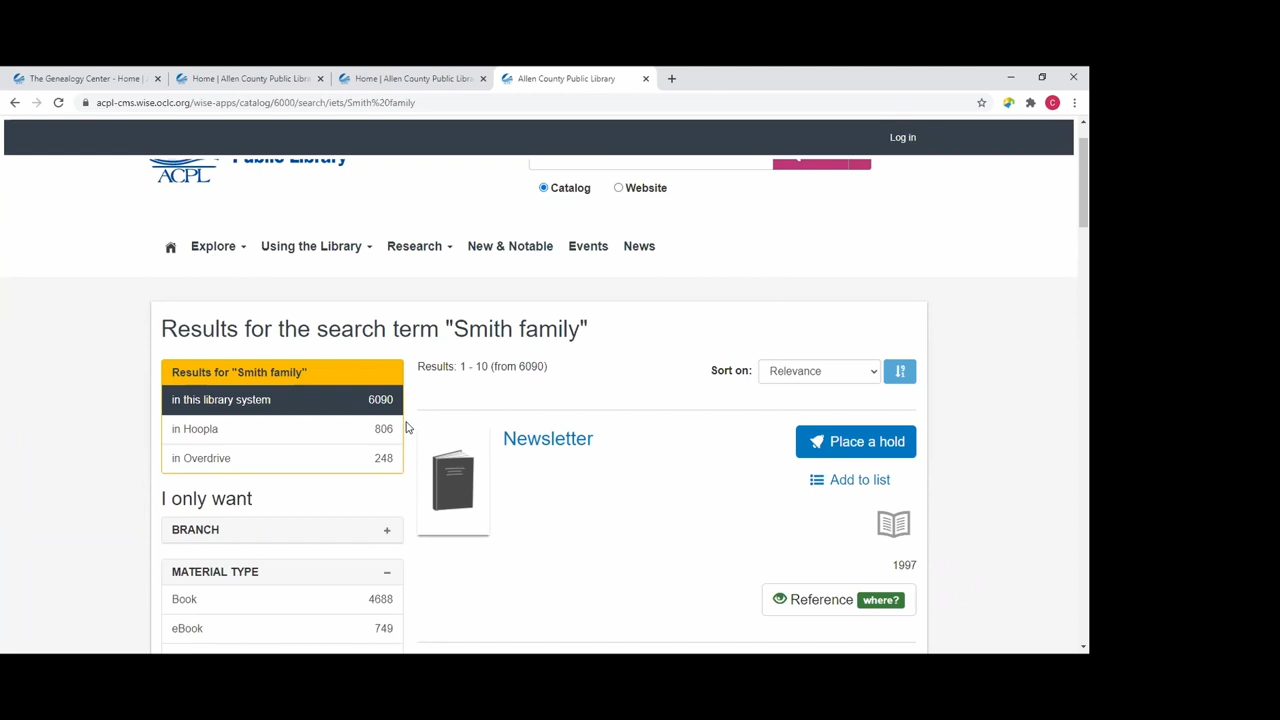 The Genealogy Center - Home |
Home | Allen County Public Libra
Home | Allen County Public Libra
Allen County Public Library
acpl-cms.wise.oclc.org/wise-apps/catalog/6000/search/iets/Smith%20family
C
Log in
Public Library
ACPL
Catalog
Website
Explore
Using the Library
Research
New & Notable
Events
News
Results for the search term "Smith family"
Results for "Smith family"
in this library system 6090
in Hoopla 806
in Overdrive 248
I only want
BRANCH +
MATERIAL TYPE −
Book 4688
eBook 749
Results: 1 - 10 (from 6090)
Sort on: Relevance
Newsletter
Place a hold
Add to list
1997
Reference where?